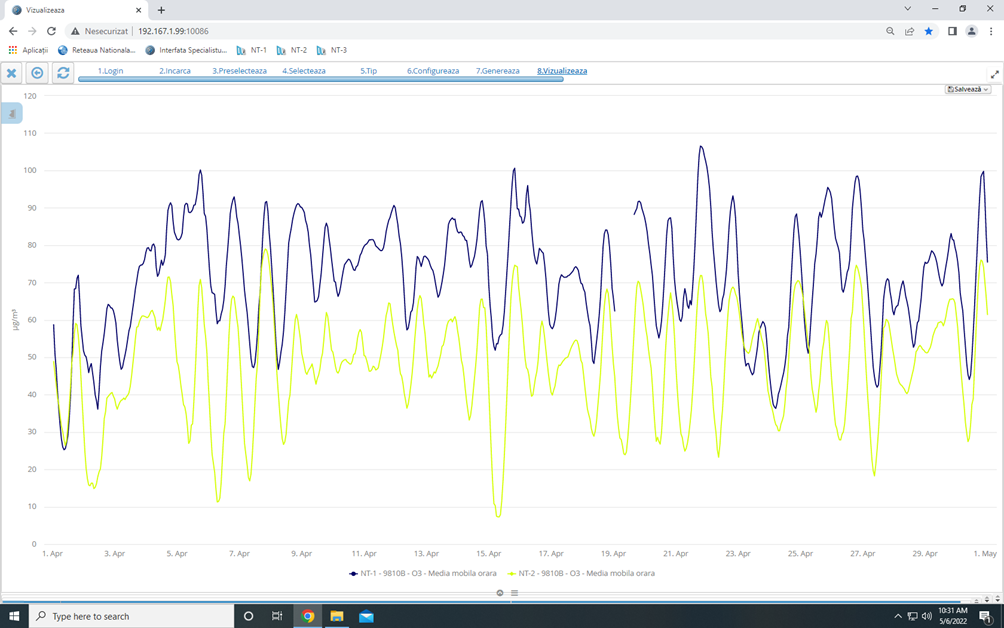 Vizualizeaza
Nesecurizat 192.167.1.99:10086
Aplicații Reteaua Nationala... Interfata Specialistu... NT-1 NT-2 NT-3
1.Login 2.Incarca 3.Preselecteaza 4.Selecteaza 5.Tip 6.Configureaza 7.Genereaza 8.Vizualizeaza
Salvează
120
110
100
90
80
70
60
50
40
30
20
10
0
µg/m³
1. Apr 3. Apr 5. Apr 7. Apr 9. Apr 11. Apr 13. Apr 15. Apr 17. Apr 19. Apr 21. Apr 23. Apr 25. Apr 27. Apr 29. Apr 1. May
NT-1 - 9810B - O3 - Media mobila orara NT-2 - 9810B - O3 - Media mobila orara
Type here to search
10:31 AM
5/6/2022
1